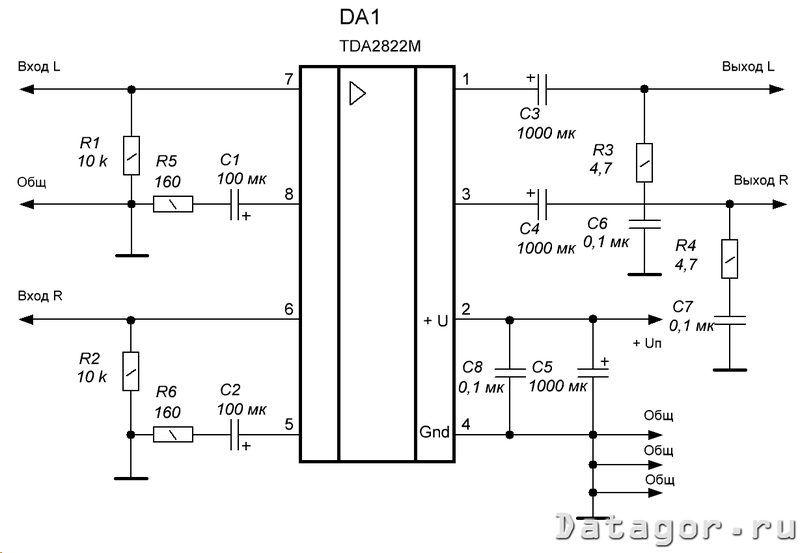 DA1
TDA2822M
Вход L
7
1
Выход L
C3
1000 мк
R1
10 k
R5
160
C1
100 мк
R3
4,7
Общ
8
3
Выход R
C4
1000 мк
C6
0,1 мк
R4
4,7
Вход R
6
2
+ U
+ Uп
C7
0,1 мк
R2
10 k
R6
160
C2
100 мк
C8
0,1 мк
C5
1000 мк
5
Gnd
4
Общ
Общ
Общ
Datagor.ru